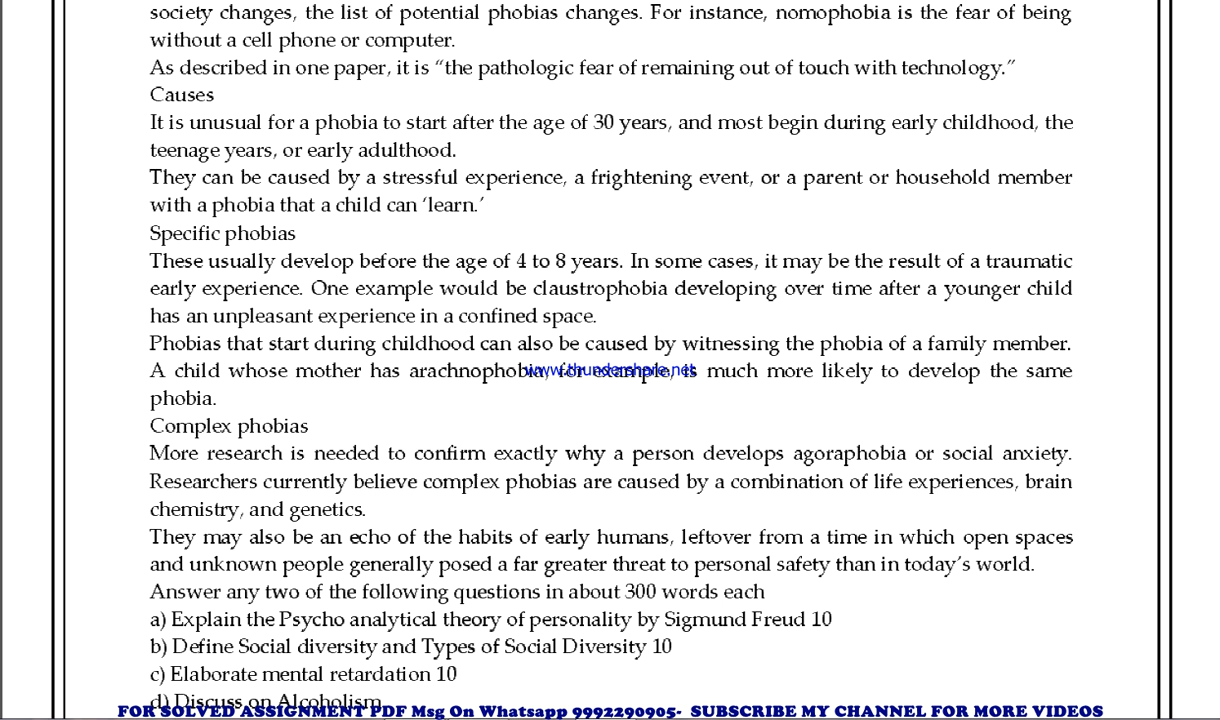 society changes, the list of potential phobias changes. For instance, nomophobia is the fear of being
without a cell phone or computer.
As described in one paper, it is “the pathologic fear of remaining out of touch with technology.”
Causes
It is unusual for a phobia to start after the age of 30 years, and most begin during early childhood, the
teenage years, or early adulthood.
They can be caused by a stressful experience, a frightening event, or a parent or household member
with a phobia that a child can ‘learn.’
Specific phobias
These usually develop before the age of 4 to 8 years. In some cases, it may be the result of a traumatic
early experience. One example would be claustrophobia developing over time after a younger child
has an unpleasant experience in a confined space.
Phobias that start during childhood can also be caused by witnessing the phobia of a family member.
A child whose mother has arachnophobia, for example, is much more likely to develop the same
www.thundershare.net
phobia.
Complex phobias
More research is needed to confirm exactly why a person develops agoraphobia or social anxiety.
Researchers currently believe complex phobias are caused by a combination of life experiences, brain
chemistry, and genetics.
They may also be an echo of the habits of early humans, leftover from a time in which open spaces
and unknown people generally posed a far greater threat to personal safety than in today’s world.
Answer any two of the following questions in about 300 words each
a) Explain the Psycho analytical theory of personality by Sigmund Freud 10
b) Define Social diversity and Types of Social Diversity 10
c) Elaborate mental retardation 10
d) Discuss on Alcoholism
FOR SOLVED ASSIGNMENT PDF Msg On Whatsapp 9992290905- SUBSCRIBE MY CHANNEL FOR MORE VIDEOS